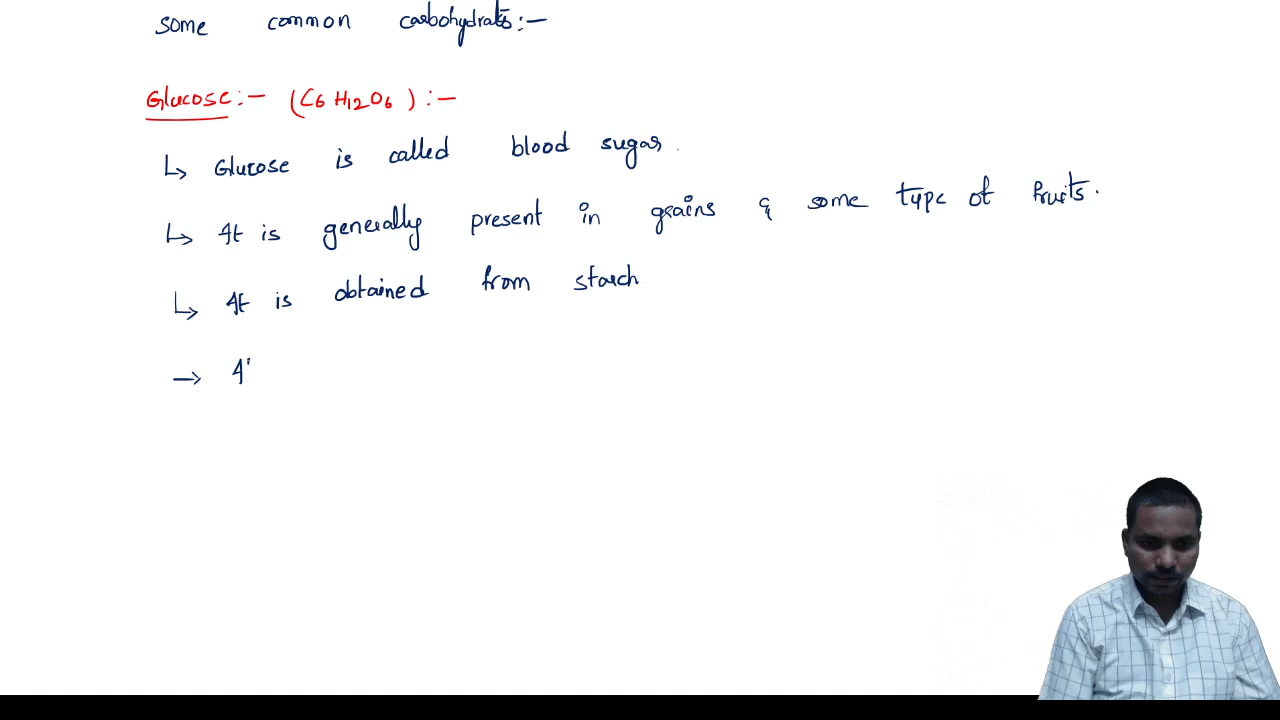 some common carbohydrates:-
Glucose:- (C6 H12 O6 ) :-
↳ Glucose is called blood sugar.
↳ It is generally present in grains & some type of fruits.
↳ It is obtained from starch
→